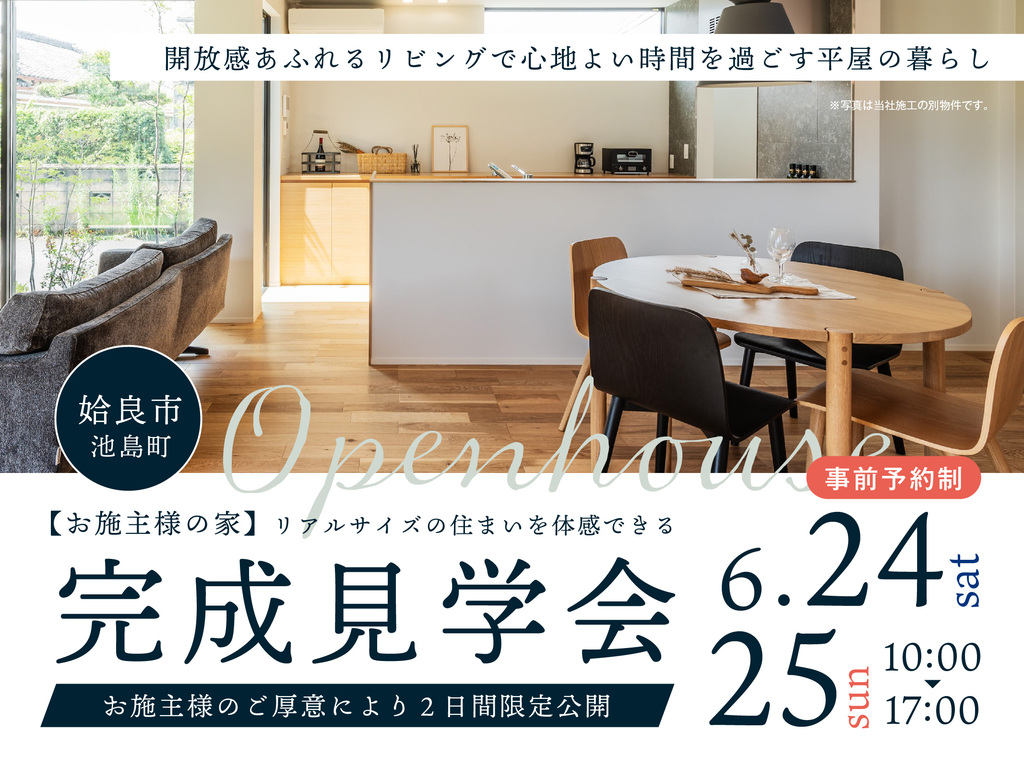 開放感あふれるリビングで心地よい時間を過ごす平屋の暮らし
※写真は当社施工の別物件です。
姶良市
池島町
Openhouse
事前予約制
【お施主様の家】リアルサイズの住まいを体感できる
完成見学会
お施主様のご厚意により2日間限定公開
6.24 sat
25 sun
10:00
17:00